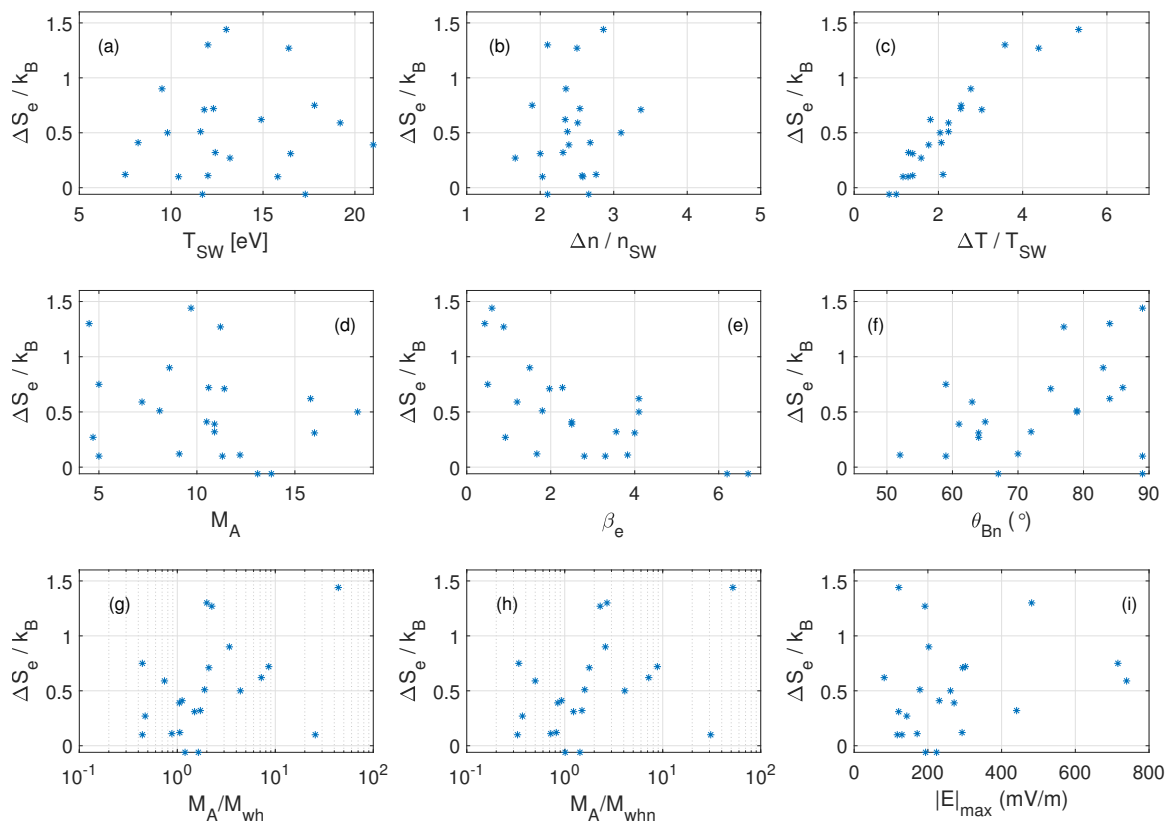 (a)
ΔS_e / k_B
1.5
1
0.5
0
5 10 15 20
T_SW [eV]
(b)
ΔS_e / k_B
1.5
1
0.5
0
1 2 3 4 5
Δn / n_SW
(c)
ΔS_e / k_B
1.5
1
0.5
0
0 2 4 6
ΔT / T_SW
(d)
ΔS_e / k_B
1.5
1
0.5
0
5 10 15
M_A
(e)
ΔS_e / k_B
1.5
1
0.5
0
0 2 4 6
β_e
(f)
ΔS_e / k_B
1.5
1
0.5
0
50 60 70 80 90
θ_Bn (°)
(g)
ΔS_e / k_B
1.5
1
0.5
0
10^-1 10^0 10^1 10^2
M_A/M_wh
(h)
ΔS_e / k_B
1.5
1
0.5
0
10^-1 10^0 10^1 10^2
M_A/M_whn
(i)
ΔS_e / k_B
1.5
1
0.5
0
0 200 400 600 800
|E|_max (mV/m)